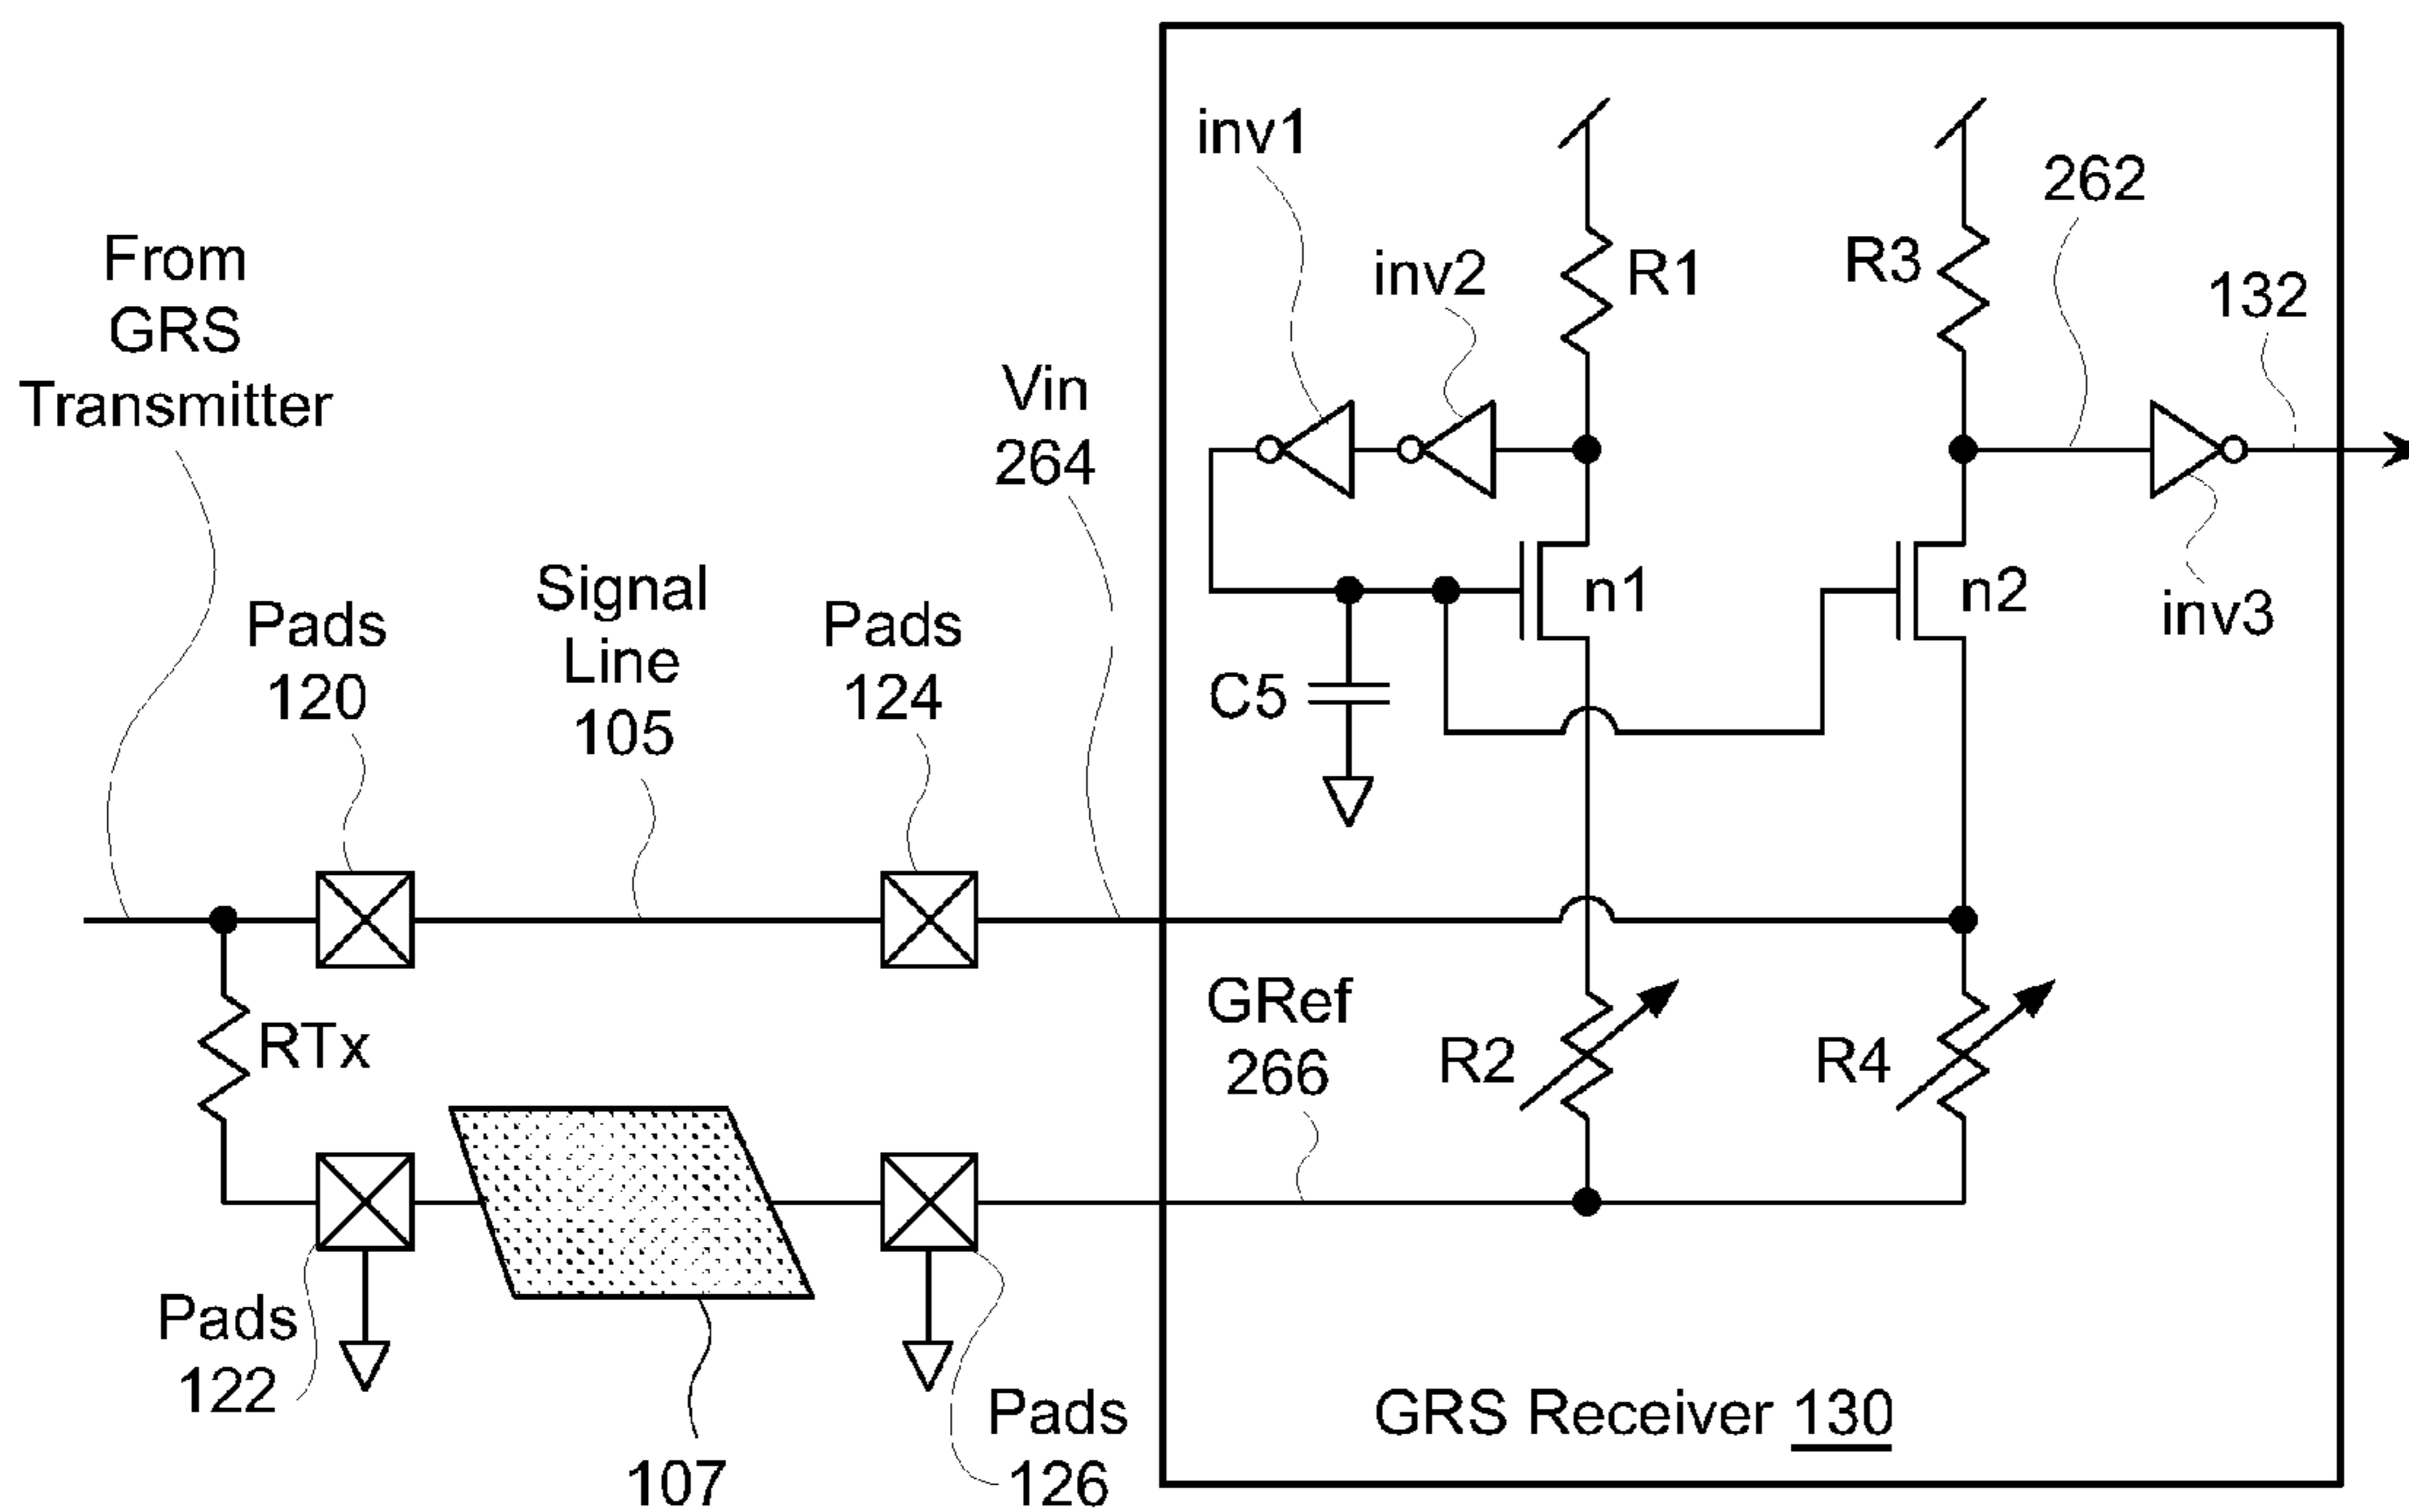 From
GRS
Transmitter
Pads
120
Signal
Line
105
Pads
124
Vin
264
inv1
inv2
R1
R3
262
132
n1
n2
inv3
C5
RTx
GRef
266
R2
R4
Pads
122
107
Pads
126
GRS Receiver 130